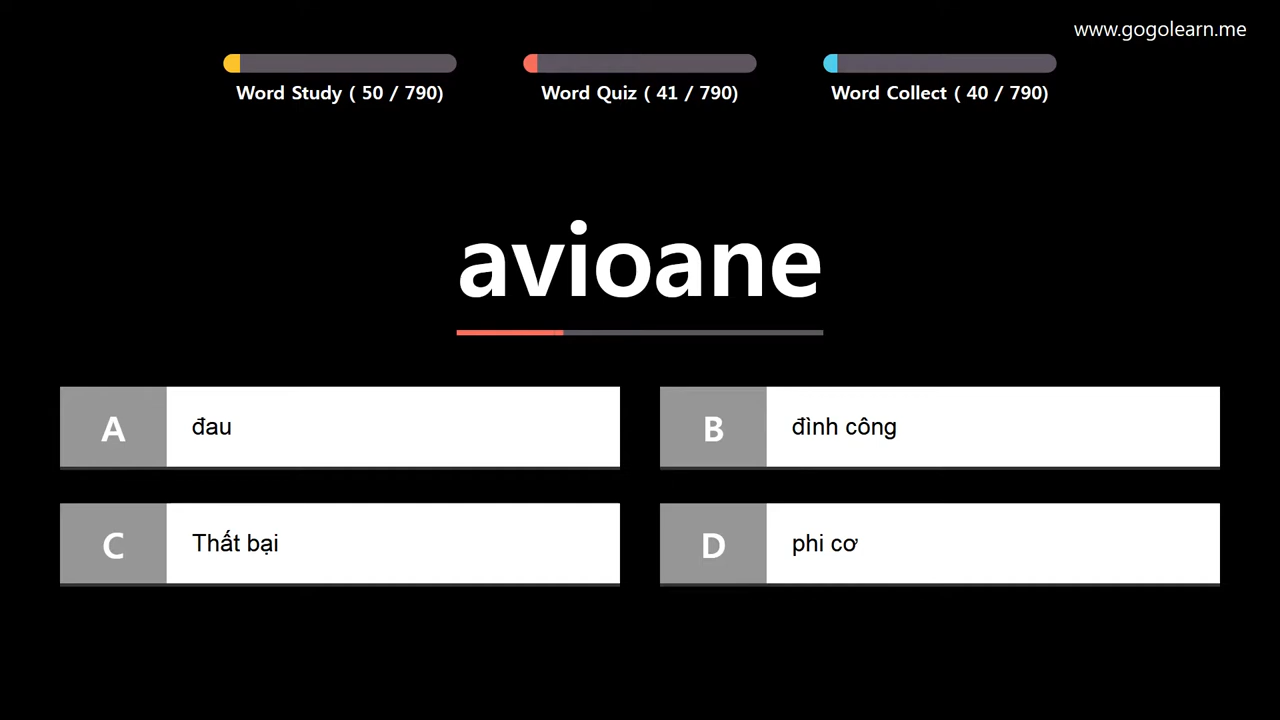 www.gogolearn.me
Word Study ( 50 / 790)
Word Quiz ( 41 / 790)
Word Collect ( 40 / 790)
avioane
A đau
B đình công
C Thất bại
D phi cơ